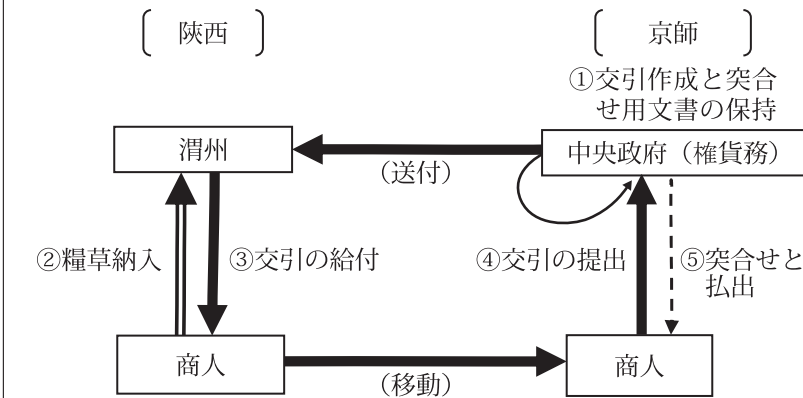 〔 陝西 〕
〔 京師 〕
①交引作成と突合
せ用文書の保持
渭州
中央政府（榷貨務）
（送付）
②糧草納入
③交引の給付
④交引の提出
⑤突合せと
払出
商人
商人
（移動）